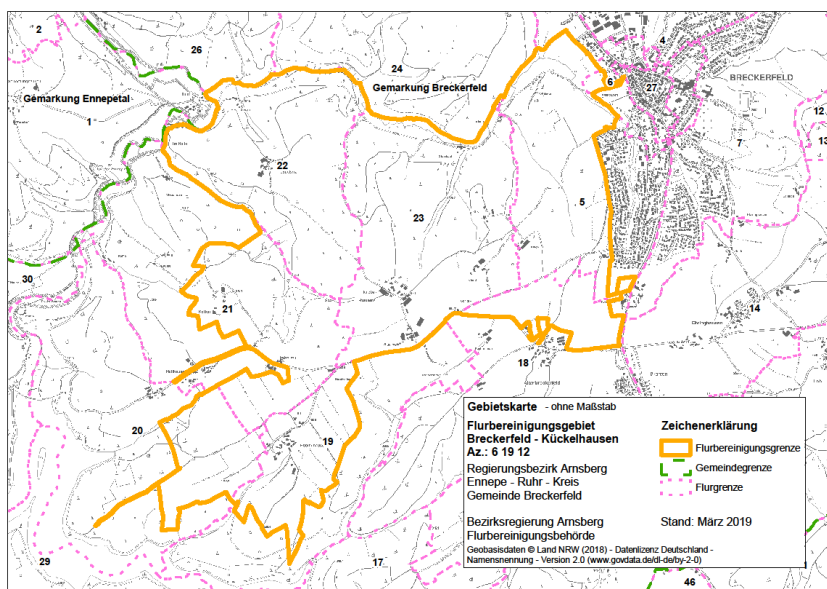 2
26
4
24
Gemarkung Breckerfeld
6
27
BRECKERFELD
Gemarkung Ennepetal
1
12
7
13
22
5
23
30
21
14
18
20
19
29
17
46
1
Gebietskarte - ohne Maßstab
Flurbereinigungsgebiet
Breckerfeld - Kückelhausen
Az.: 6 19 12
Regierungsbezirk Arnsberg
Ennepe - Ruhr - Kreis
Gemeinde Breckerfeld
Bezirksregierung Arnsberg
Flurbereinigungsbehörde
Zeichenerklärung
Flurbereinigungsgrenze
Gemeindegrenze
Flurgrenze
Stand: März 2019
Geobasisdaten © Land NRW (2018) - Datenlizenz Deutschland -
Namensnennung - Version 2.0 (www.govdata.de/dl-de/by-2-0)